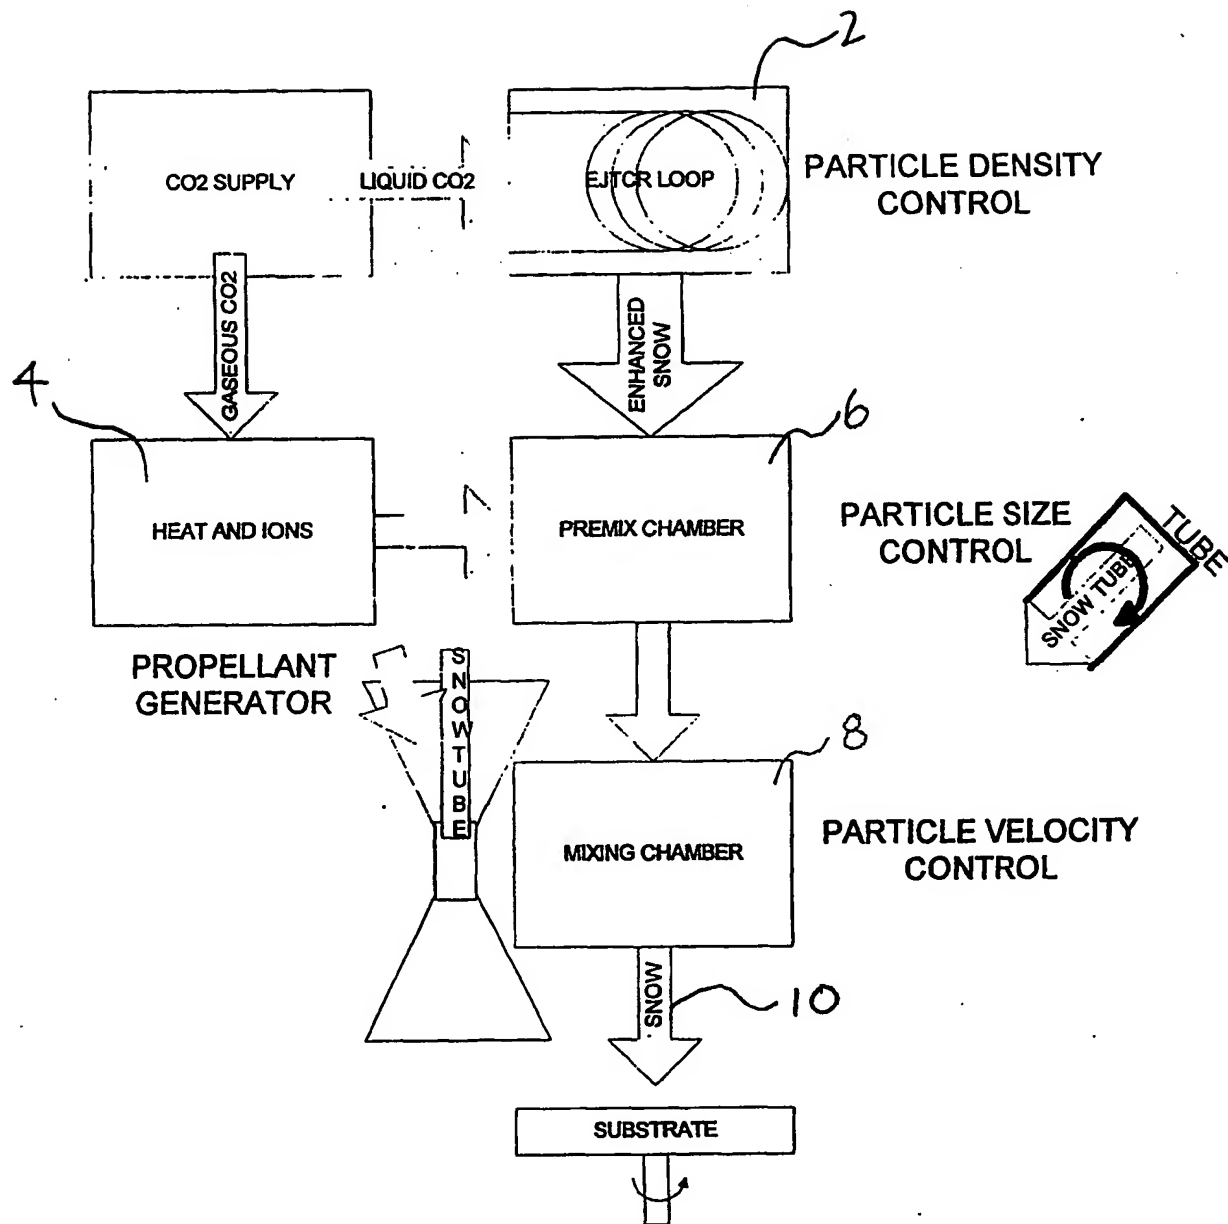 2
CO2 SUPPLY
LIQUID CO2
EJTCR LOOP
PARTICLE DENSITY
CONTROL
GASEOUS CO2
ENHANCED
SNOW
4
6
HEAT AND IONS
PREMIX CHAMBER
PARTICLE SIZE
CONTROL
TUBE
SNOW TUBE
PROPELLANT
GENERATOR
SNOWTUBE
8
MIXING CHAMBER
PARTICLE VELOCITY
CONTROL
SNOW
10
SUBSTRATE